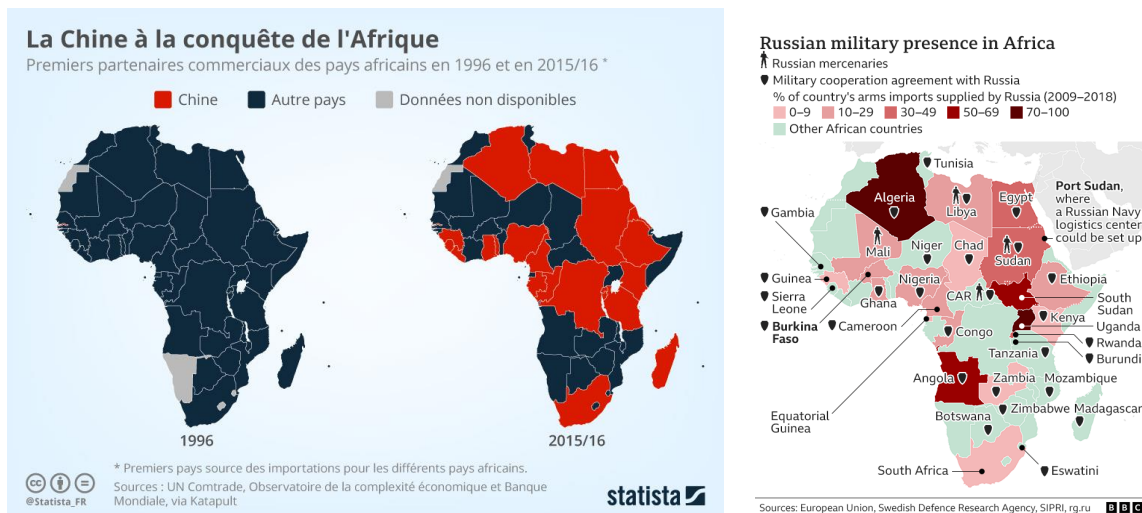 La Chine à la conquête de l'Afrique
Premiers partenaires commerciaux des pays africains en 1996 et en 2015/16 *
Chine
Autre pays
Données non disponibles
1996
2015/16
* Premiers pays source des importations pour les différents pays africains.
Sources : UN Comtrade, Observatoire de la complexité économique et Banque
Mondiale, via Katapult
cc
@Statista_FR
statista
Russian military presence in Africa
Russian mercenaries
Military cooperation agreement with Russia
% of country's arms imports supplied by Russia (2009–2018)
0–9
10–29
30–49
50–69
70–100
Other African countries
Tunisia
Port Sudan,
where
a Russian Navy
logistics center
could be set up
Algeria
Libya
Egypt
Gambia
Mali
Niger
Chad
Sudan
Guinea
Nigeria
Ethiopia
Sierra
Leone
Ghana
CAR
South
Sudan
Burkina
Faso
Cameroon
Kenya
Uganda
Congo
Rwanda
Tanzania
Burundi
Angola
Zambia
Mozambique
Equatorial
Guinea
Botswana
Zimbabwe
Madagascar
South Africa
Eswatini
Sources: European Union, Swedish Defence Research Agency, SIPRI, rg.ru
BBC